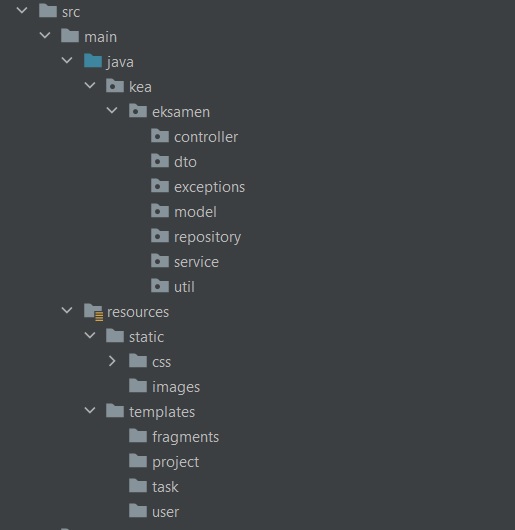 src
main
java
kea
eksamen
controller
dto
exceptions
model
repository
service
util
resources
static
css
images
templates
fragments
project
task
user